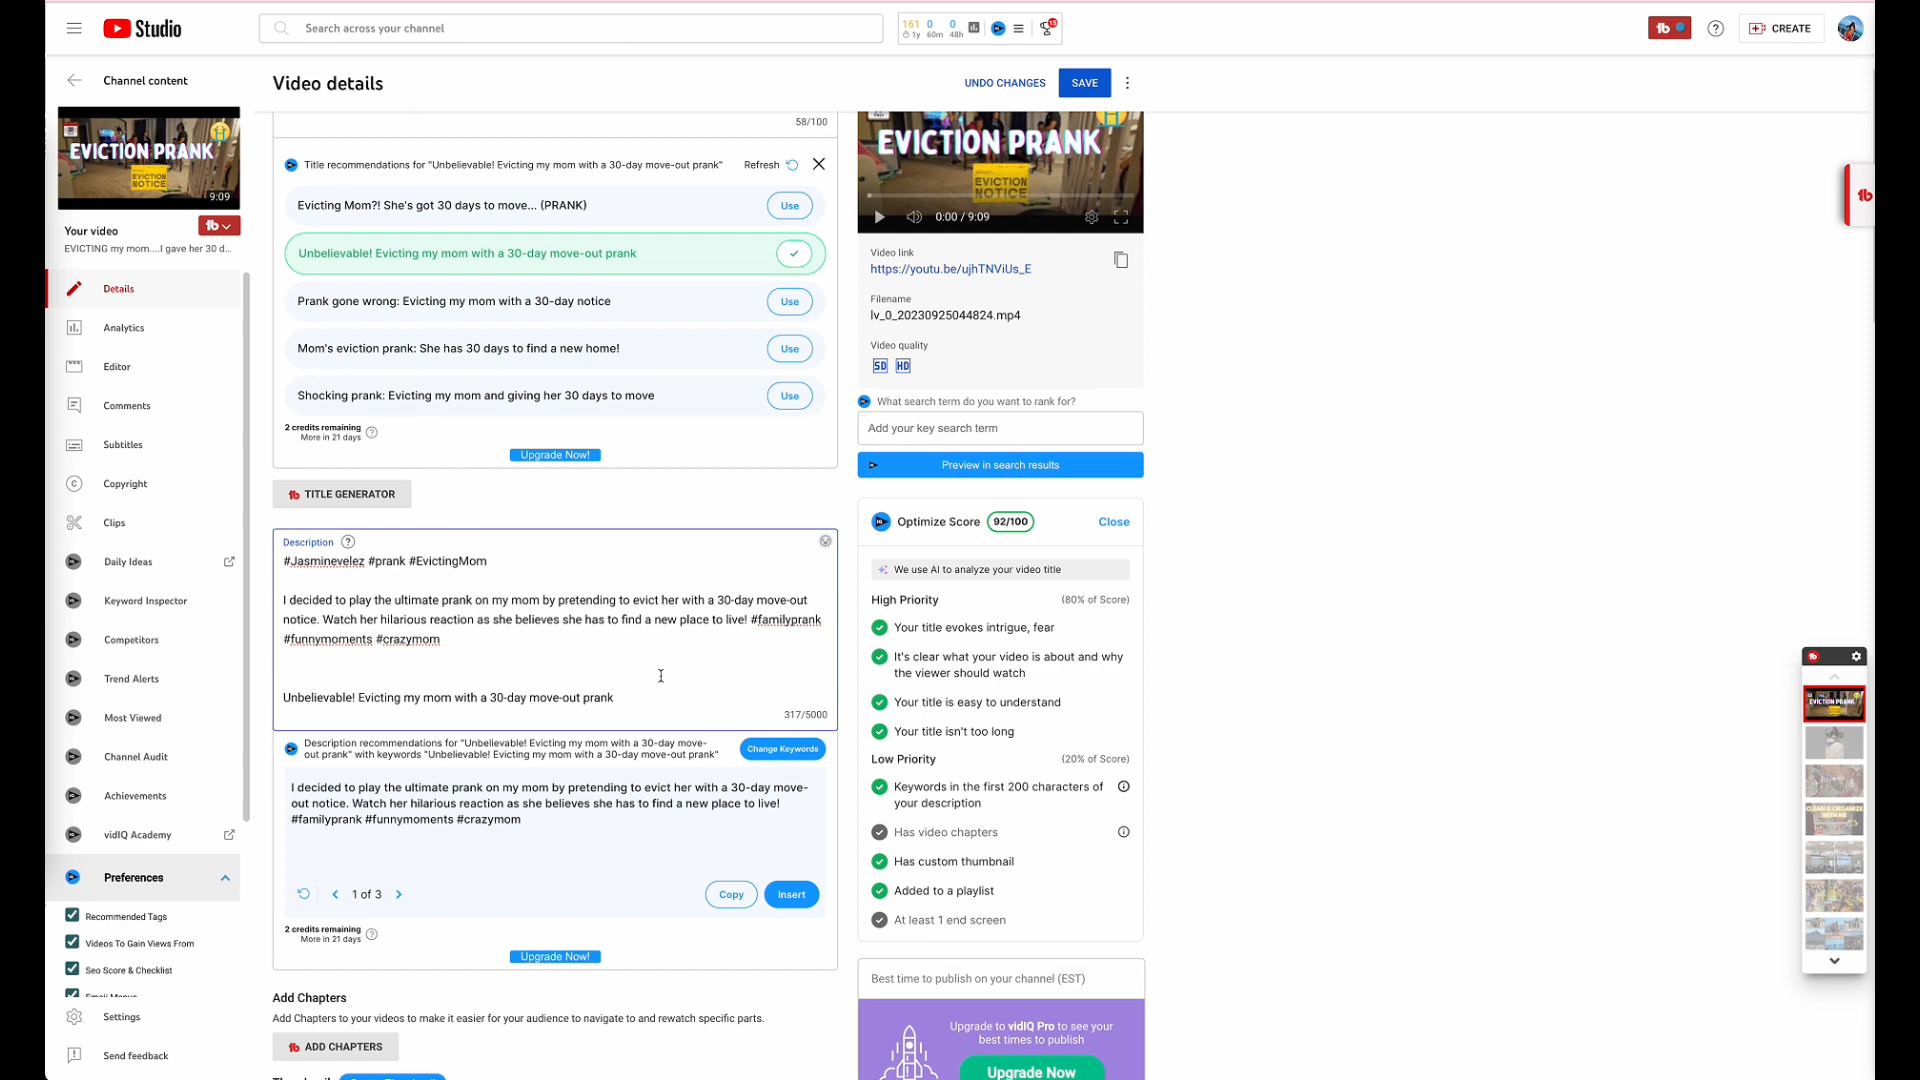 Studio
Search across your channel
161 0 0
1y 60m 48h
15
CREATE
Channel content
Video details
UNDO CHANGES
SAVE
EVICTION PRANK
EVICTION
NOTICE
9:09
Your video
EVICTING my mom....I gave her 30 d...
Details
Analytics
Editor
Comments
Subtitles
Copyright
Clips
Daily Ideas
Keyword Inspector
Competitors
Trend Alerts
Most Viewed
Channel Audit
Achievements
vidIQ Academy
Preferences
Recommended Tags
Videos To Gain Views From
Seo Score & Checklist
Emoji Menus
Settings
Send feedback
58/100
Title recommendations for "Unbelievable! Evicting my mom with a 30-day move-out prank"
Refresh
Evicting Mom?! She's got 30 days to move... (PRANK)
Use
Unbelievable! Evicting my mom with a 30-day move-out prank
Prank gone wrong: Evicting my mom with a 30-day notice
Use
Mom's eviction prank: She has 30 days to find a new home!
Use
Shocking prank: Evicting my mom and giving her 30 days to move
Use
2 credits remaining
More in 21 days
Upgrade Now!
TITLE GENERATOR
Description
#Jasminevelez #prank #EvictingMom
I decided to play the ultimate prank on my mom by pretending to evict her with a 30-day move-out
notice. Watch her hilarious reaction as she believes she has to find a new place to live! #familyprank
#funnymoments #crazymom
Unbelievable! Evicting my mom with a 30-day move-out prank
317/5000
Description recommendations for "Unbelievable! Evicting my mom with a 30-day move-
out prank" with keywords "Unbelievable! Evicting my mom with a 30-day move-out prank"
Change Keywords
I decided to play the ultimate prank on my mom by pretending to evict her with a 30-day move-
out notice. Watch her hilarious reaction as she believes she has to find a new place to live!
#familyprank #funnymoments #crazymom
1 of 3
Copy
Insert
2 credits remaining
More in 21 days
Upgrade Now!
Add Chapters
Add Chapters to your videos to make it easier for your audience to navigate to and rewatch specific parts.
ADD CHAPTERS
EVICTION PRANK
EVICTION
NOTICE
0:00 / 9:09
Video link
https://youtu.be/ujhTNViUs_E
Filename
lv_0_20230925044824.mp4
Video quality
SD HD
What search term do you want to rank for?
Add your key search term
Preview in search results
Optimize Score 92/100
Close
We use AI to analyze your video title
High Priority (80% of Score)
Your title evokes intrigue, fear
It's clear what your video is about and why
the viewer should watch
Your title is easy to understand
Your title isn't too long
Low Priority (20% of Score)
Keywords in the first 200 characters of
your description
Has video chapters
Has custom thumbnail
Added to a playlist
At least 1 end screen
Best time to publish on your channel (EST)
Upgrade to vidIQ Pro to see your
best times to publish
Upgrade Now